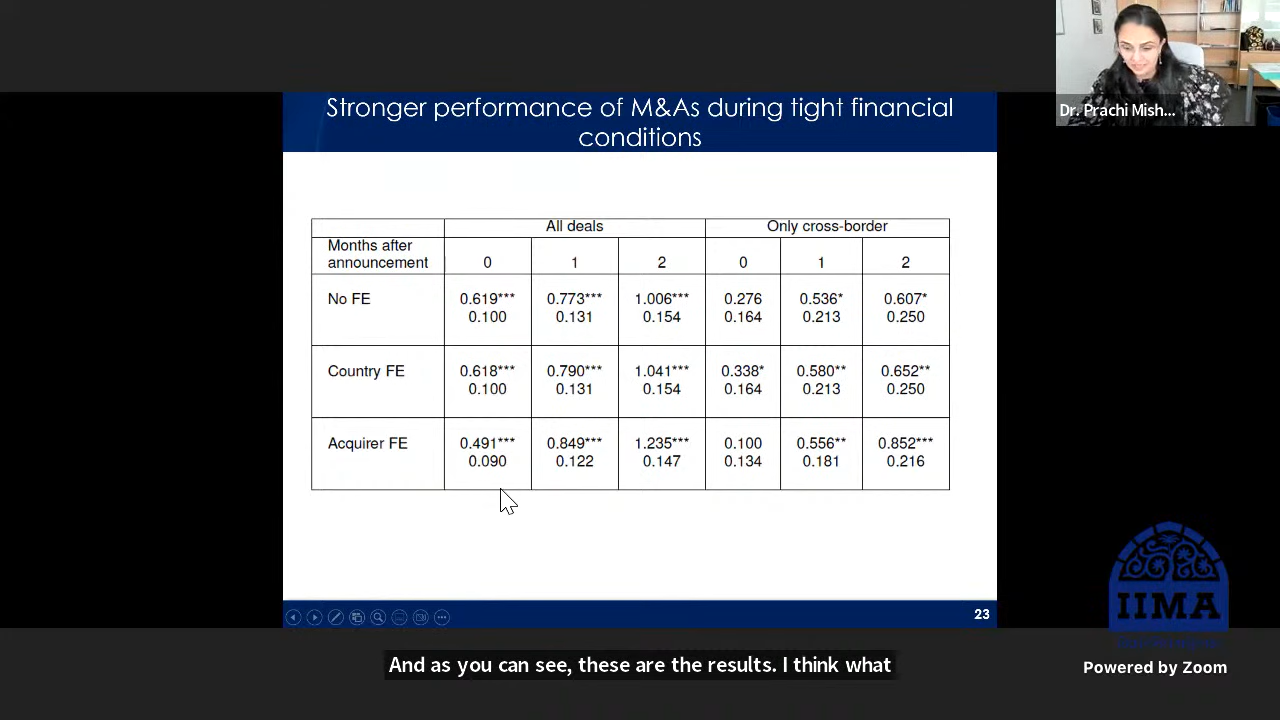 Dr. Prachi Mish...
Stronger performance of M&As during tight financial
conditions
All deals Only cross-border
Months after
announcement 0 1 2 0 1 2
No FE 0.619*** 0.773*** 1.006*** 0.276 0.536* 0.607*
0.100 0.131 0.154 0.164 0.213 0.250
Country FE 0.618*** 0.790*** 1.041*** 0.338* 0.580** 0.652**
0.100 0.131 0.154 0.164 0.213 0.250
Acquirer FE 0.491*** 0.849*** 1.235*** 0.100 0.556** 0.852***
0.090 0.122 0.147 0.134 0.181 0.216
23
IIMA
And as you can see, these are the results. I think what
Powered by Zoom